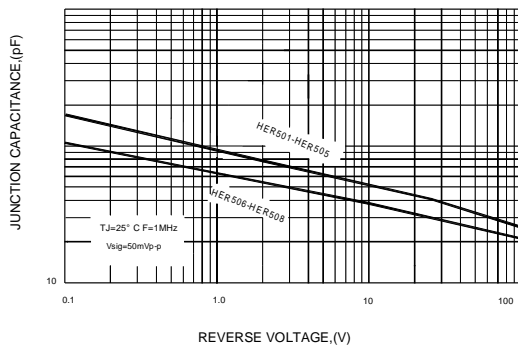 JUNCTION CAPACITANCE,(pF)
HER501-HER505
HER506-HER508
TJ=25° C F=1MHz
Vsig=50mVp-p
10
0.1 1.0 10 100
REVERSE VOLTAGE,(V)